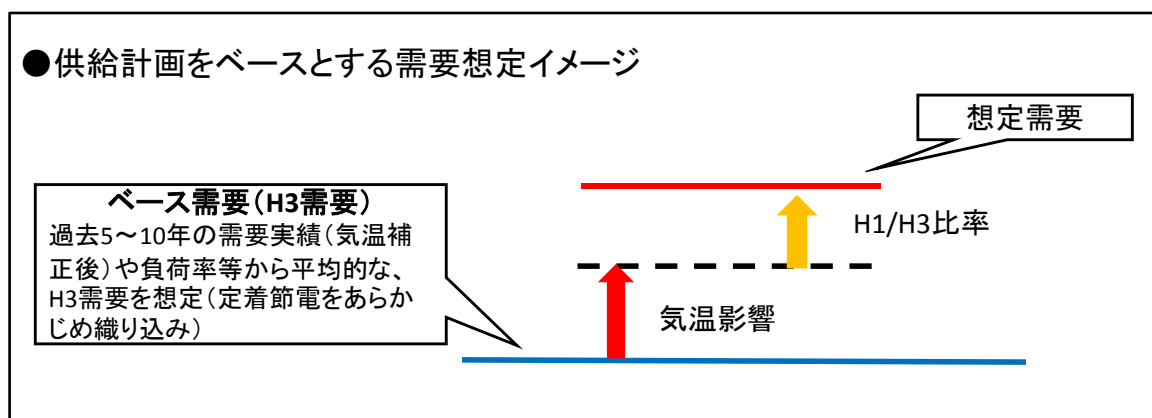 ●供給計画をベースとする需要想定イメージ
想定需要
ベース需要(H3需要)
過去5~10年の需要実績(気温補
正後)や負荷率等から平均的な、
H3需要を想定(定着節電をあらか
じめ織り込み)
H1/H3比率
気温影響